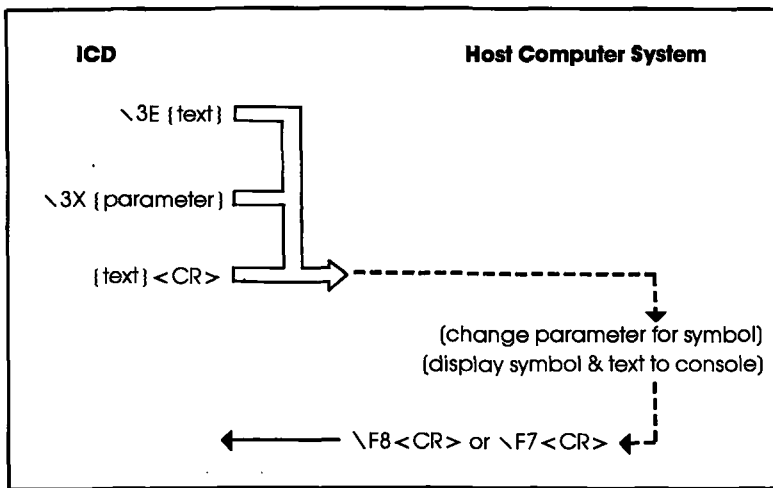 ICD
Host Computer System
\3E {text}
\3X {parameter}
{text}<CR>
(change parameter for symbol)
(display symbol & text to console)
\F8<CR> or \F7<CR>